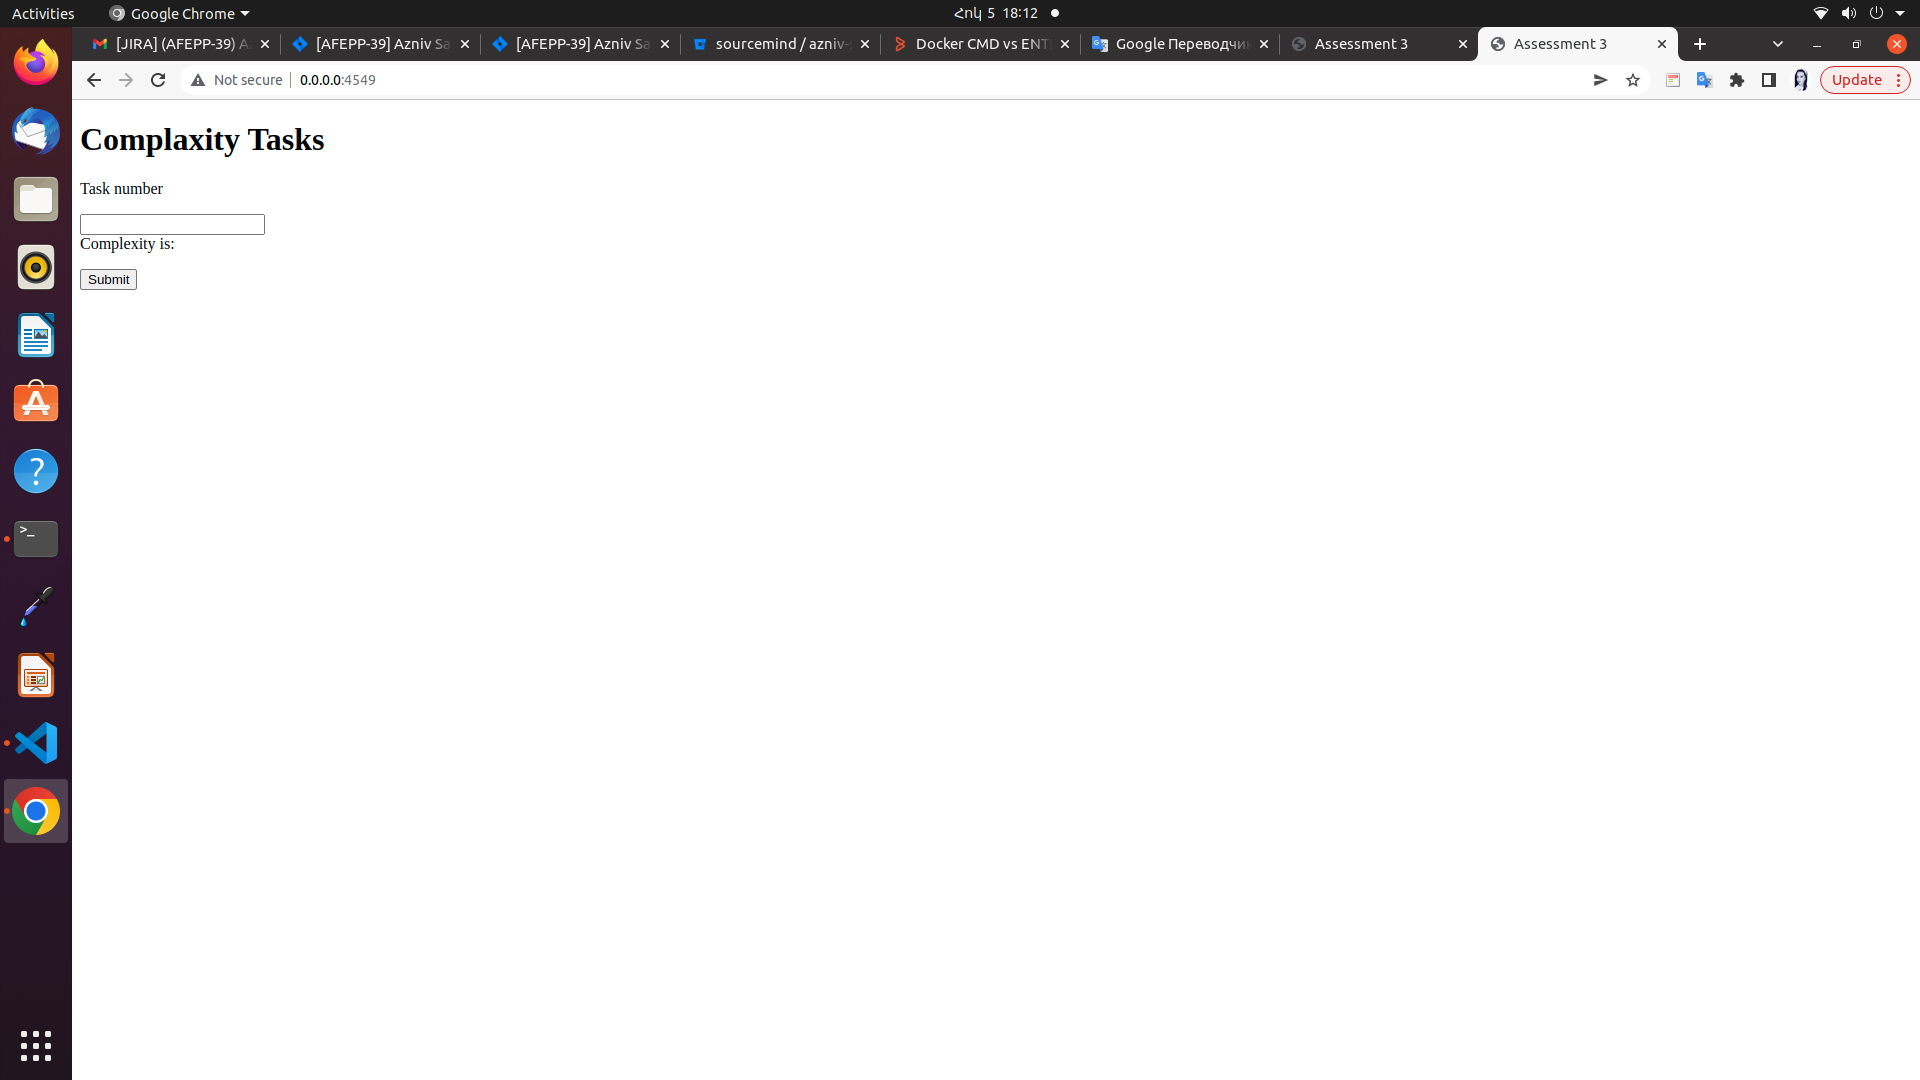 Activities
Google Chrome
Հոկ 5 18:12
[JIRA] (AFEPP-39) Az
[AFEPP-39] Azniv Sa
[AFEPP-39] Azniv Sa
sourcemind / azniv-
Docker CMD vs ENT
Google Переводчик
Assessment 3
Assessment 3
Not secure
0.0.0.0:4549
Update
Complaxity Tasks
Task number
Complexity is:
Submit